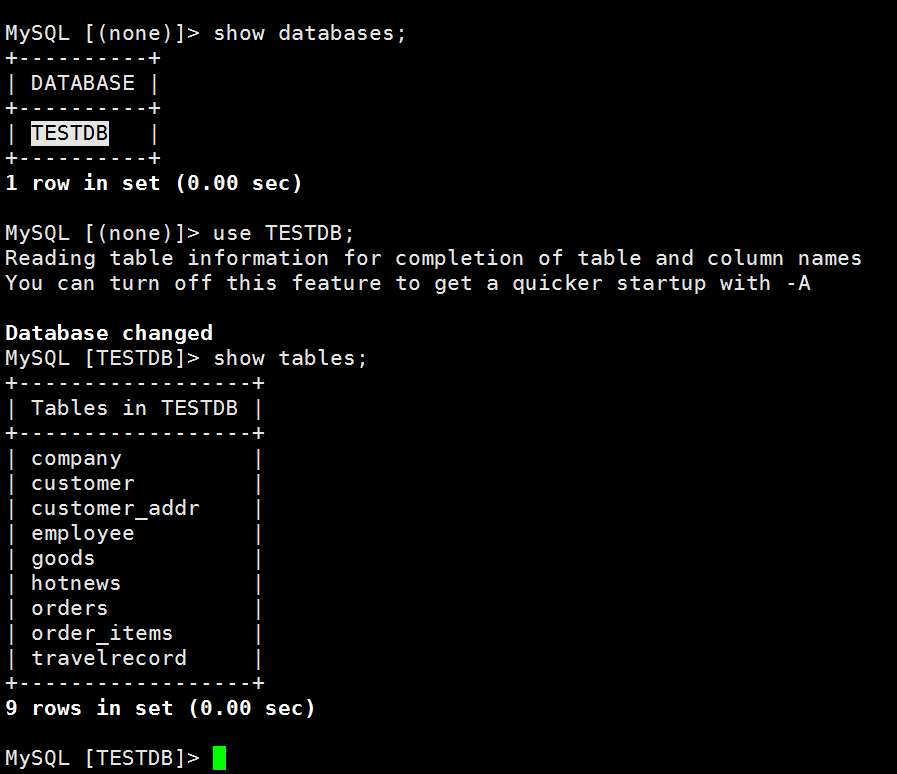 MySQL [(none)]> show databases;
+----------+
| DATABASE |
+----------+
| TESTDB   |
+----------+
1 row in set (0.00 sec)

MySQL [(none)]> use TESTDB;
Reading table information for completion of table and column names
You can turn off this feature to get a quicker startup with -A

Database changed
MySQL [TESTDB]> show tables;
+------------------+
| Tables in TESTDB |
+------------------+
| company          |
| customer         |
| customer_addr    |
| employee         |
| goods            |
| hotnews          |
| orders           |
| order_items      |
| travelrecord     |
+------------------+
9 rows in set (0.00 sec)

MySQL [TESTDB]>